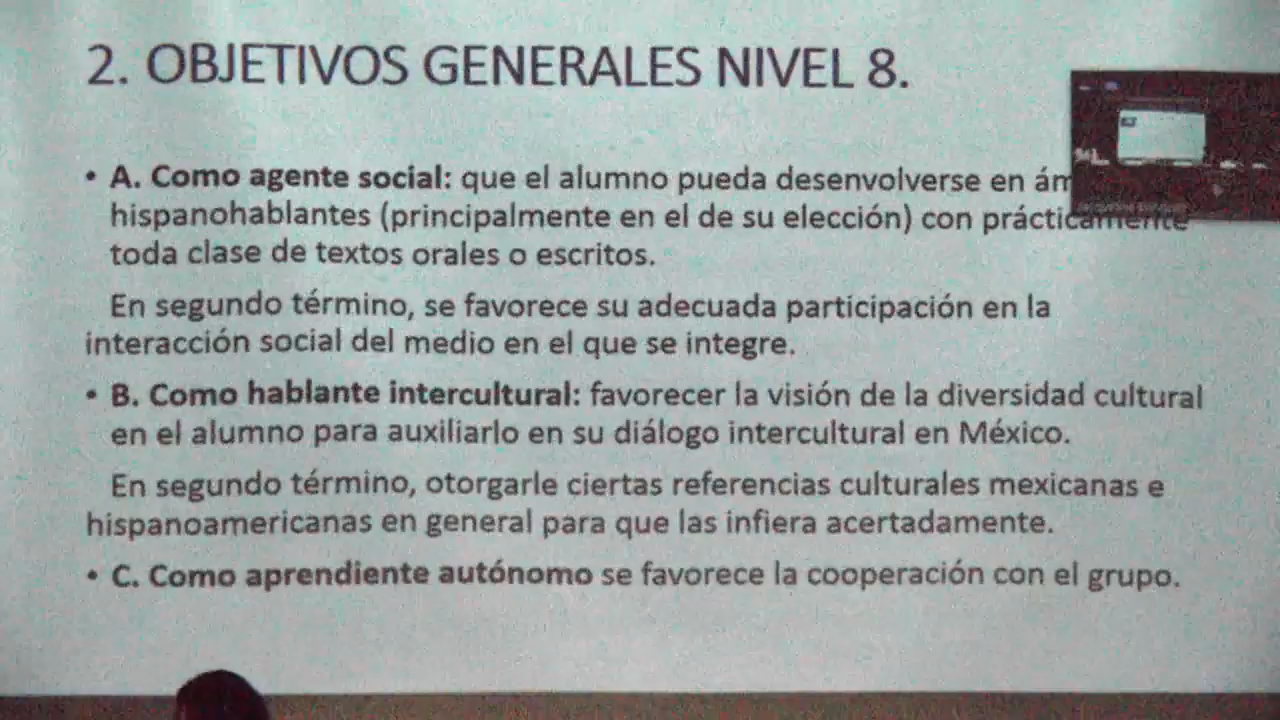 2. OBJETIVOS GENERALES NIVEL 8.
• A. Como agente social: que el alumno pueda desenvolverse en
hispanohablantes (principalmente en el de su elección) con prácticamente
toda clase de textos orales o escritos.
En segundo término, se favorece su adecuada participación en la
interacción social del medio en el que se integre.
• B. Como hablante intercultural: favorecer la visión de la diversidad cultural
en el alumno para auxiliarlo en su diálogo intercultural en México.
En segundo término, otorgarle ciertas referencias culturales mexicanas e
hispanoamericanas en general para que las infiera acertadamente.
• C. Como aprendiente autónomo se favorece la cooperación con el grupo.